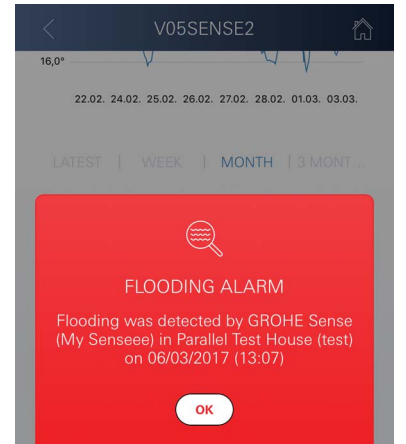 V05SENSE2
16,0°
22.02. 24.02. 25.02. 26.02. 27.02. 28.02. 01.03. 03.03.
LATEST | WEEK | MONTH | 3 MONT...
FLOODING ALARM
Flooding was detected by GROHE Sense
(My Senseee) in Parallel Test House (test)
on 06/03/2017 (13:07)
OK